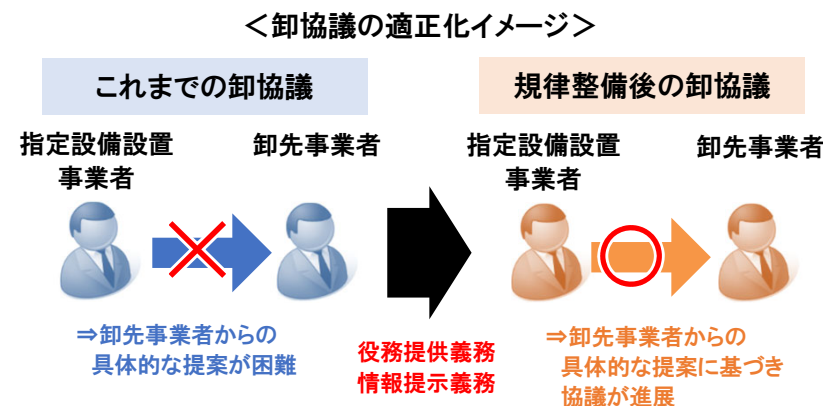 ＜卸協議の適正化イメージ＞
これまでの卸協議
指定設備設置
事業者
卸先事業者
⇒卸先事業者からの
具体的な提案が困難
役務提供義務
情報提示義務
規律整備後の卸協議
指定設備設置
事業者
卸先事業者
⇒卸先事業者からの
具体的な提案に基づき
協議が進展